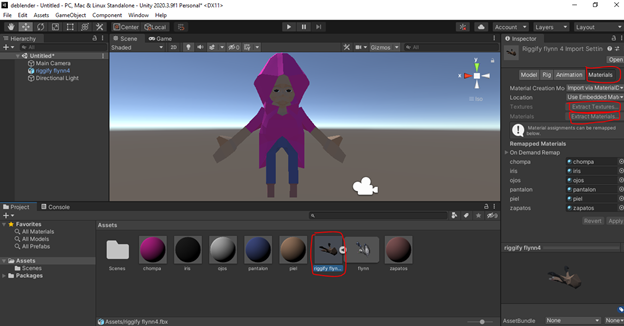 deblender - Untitled - PC, Mac & Linux Standalone - Unity 2020.3.9f1 Personal* <DX11>
File Edit Assets GameObject Component Window Help
Center Local
Account Layers Layout
Hierarchy
All
Untitled*
Main Camera
riggify flynn4
Directional Light
Scene Game
Shaded 2D Gizmos All
y
x
Inspector
Riggify flynn 4 Import Settin
Open
Model Rig Animation Materials
Material Creation Mo Import via MaterialD
Location Use Embedded Mate
Textures Extract Textures...
Materials Extract Materials...
Material assignments can be remapped
below.
Remapped Materials
On Demand Remap
chompa chompa
iris iris
ojos ojos
pantalon pantalon
piel piel
zapatos zapatos
Revert Apply
Project Console
Favorites
All Materials
All Models
All Prefabs
Assets
Scenes
Packages
Assets
Scenes chompa iris ojos pantalon piel riggify flynn... flynn zapatos
Assets/riggify flynn4.fbx
riggify flynn4
AssetBundle None None